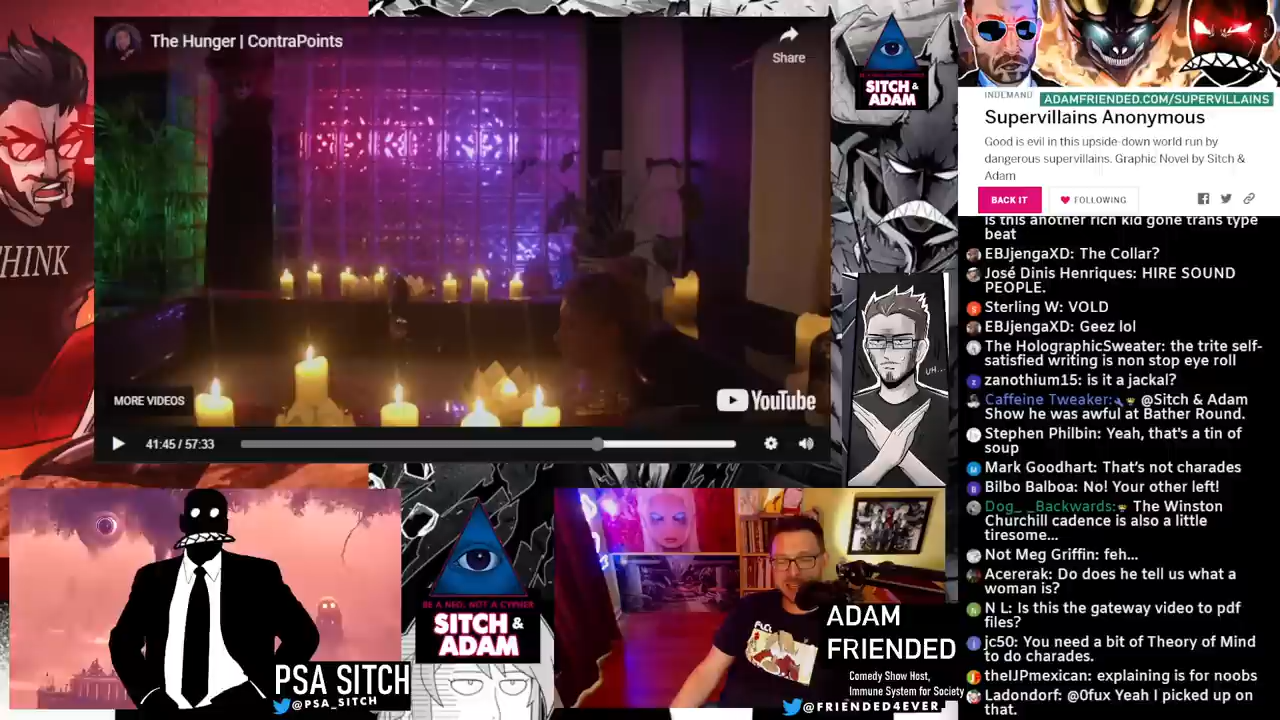 The Hunger | ContraPoints
Share
MORE VIDEOS
YouTube
41:45 / 57:33
THINK
SITCH &
ADAM
UH...
INDEMAND
ADAMFRIENDED.COM/SUPERVILLAINS
Supervillains Anonymous
Good is evil in this upside-down world run by
dangerous supervillains. Graphic Novel by Sitch &
Adam
BACK IT
FOLLOWING
is this another rich kid gone trans type
beat
EBJjengaXD: The Collar?
José Dinis Henriques: HIRE SOUND
PEOPLE.
Sterling W: VOLD
EBJjengaXD: Geez lol
The HolographicSweater: the trite self-
satisfied writing is non stop eye roll
zanothium15: is it a jackal?
Caffeine Tweaker: @Sitch & Adam
Show he was awful at Bather Round.
Stephen Philbin: Yeah, that's a tin of
soup
Mark Goodhart: That's not charades
Bilbo Balboa: No! Your other left!
Dog_ _Backwards: The Winston
Churchill cadence is also a little
tiresome...
Not Meg Griffin: feh...
Acererak: Do does he tell us what a
woman is?
N L: Is this the gateway video to pdf
files?
jc50: You need a bit of Theory of Mind
to do charades.
theIJPmexican: explaining is for noobs
Ladondorf: @0fux Yeah I picked up on
that.
PSA SITCH
@PSA_SITCH
BE A NEO; NOT A CYPHER
SITCH &
ADAM
ADAM
FRIENDED
Comedy Show Host,
Immune System for Society
@FRIENDED4EVER